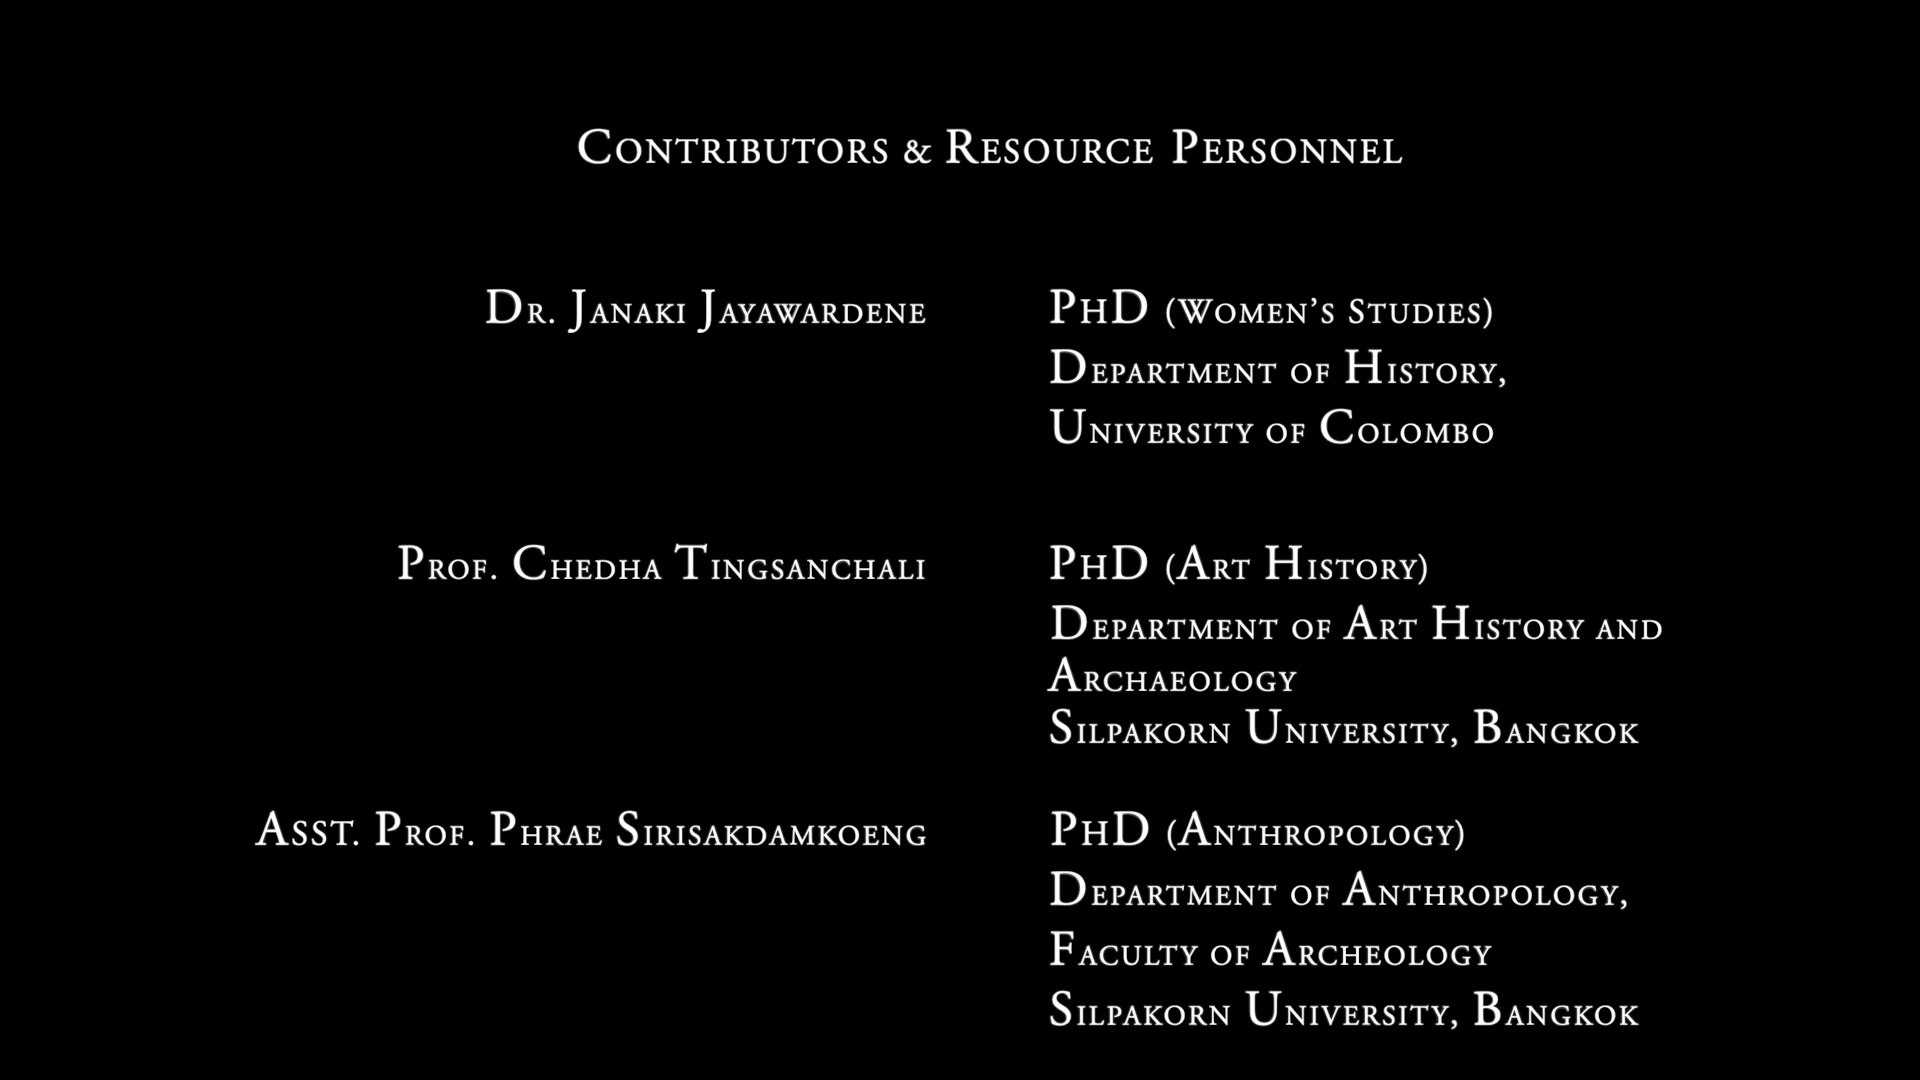 Contributors & Resource Personnel
Dr. Janaki Jayawardene PhD (Women's Studies)
Department of History,
University of Colombo
Prof. Chedha Tingsanchali PhD (Art History)
Department of Art History and
Archaeology
Silpakorn University, Bangkok
Asst. Prof. Phrae Sirisakdamkoeng PhD (Anthropology)
Department of Anthropology,
Faculty of Archeology
Silpakorn University, Bangkok